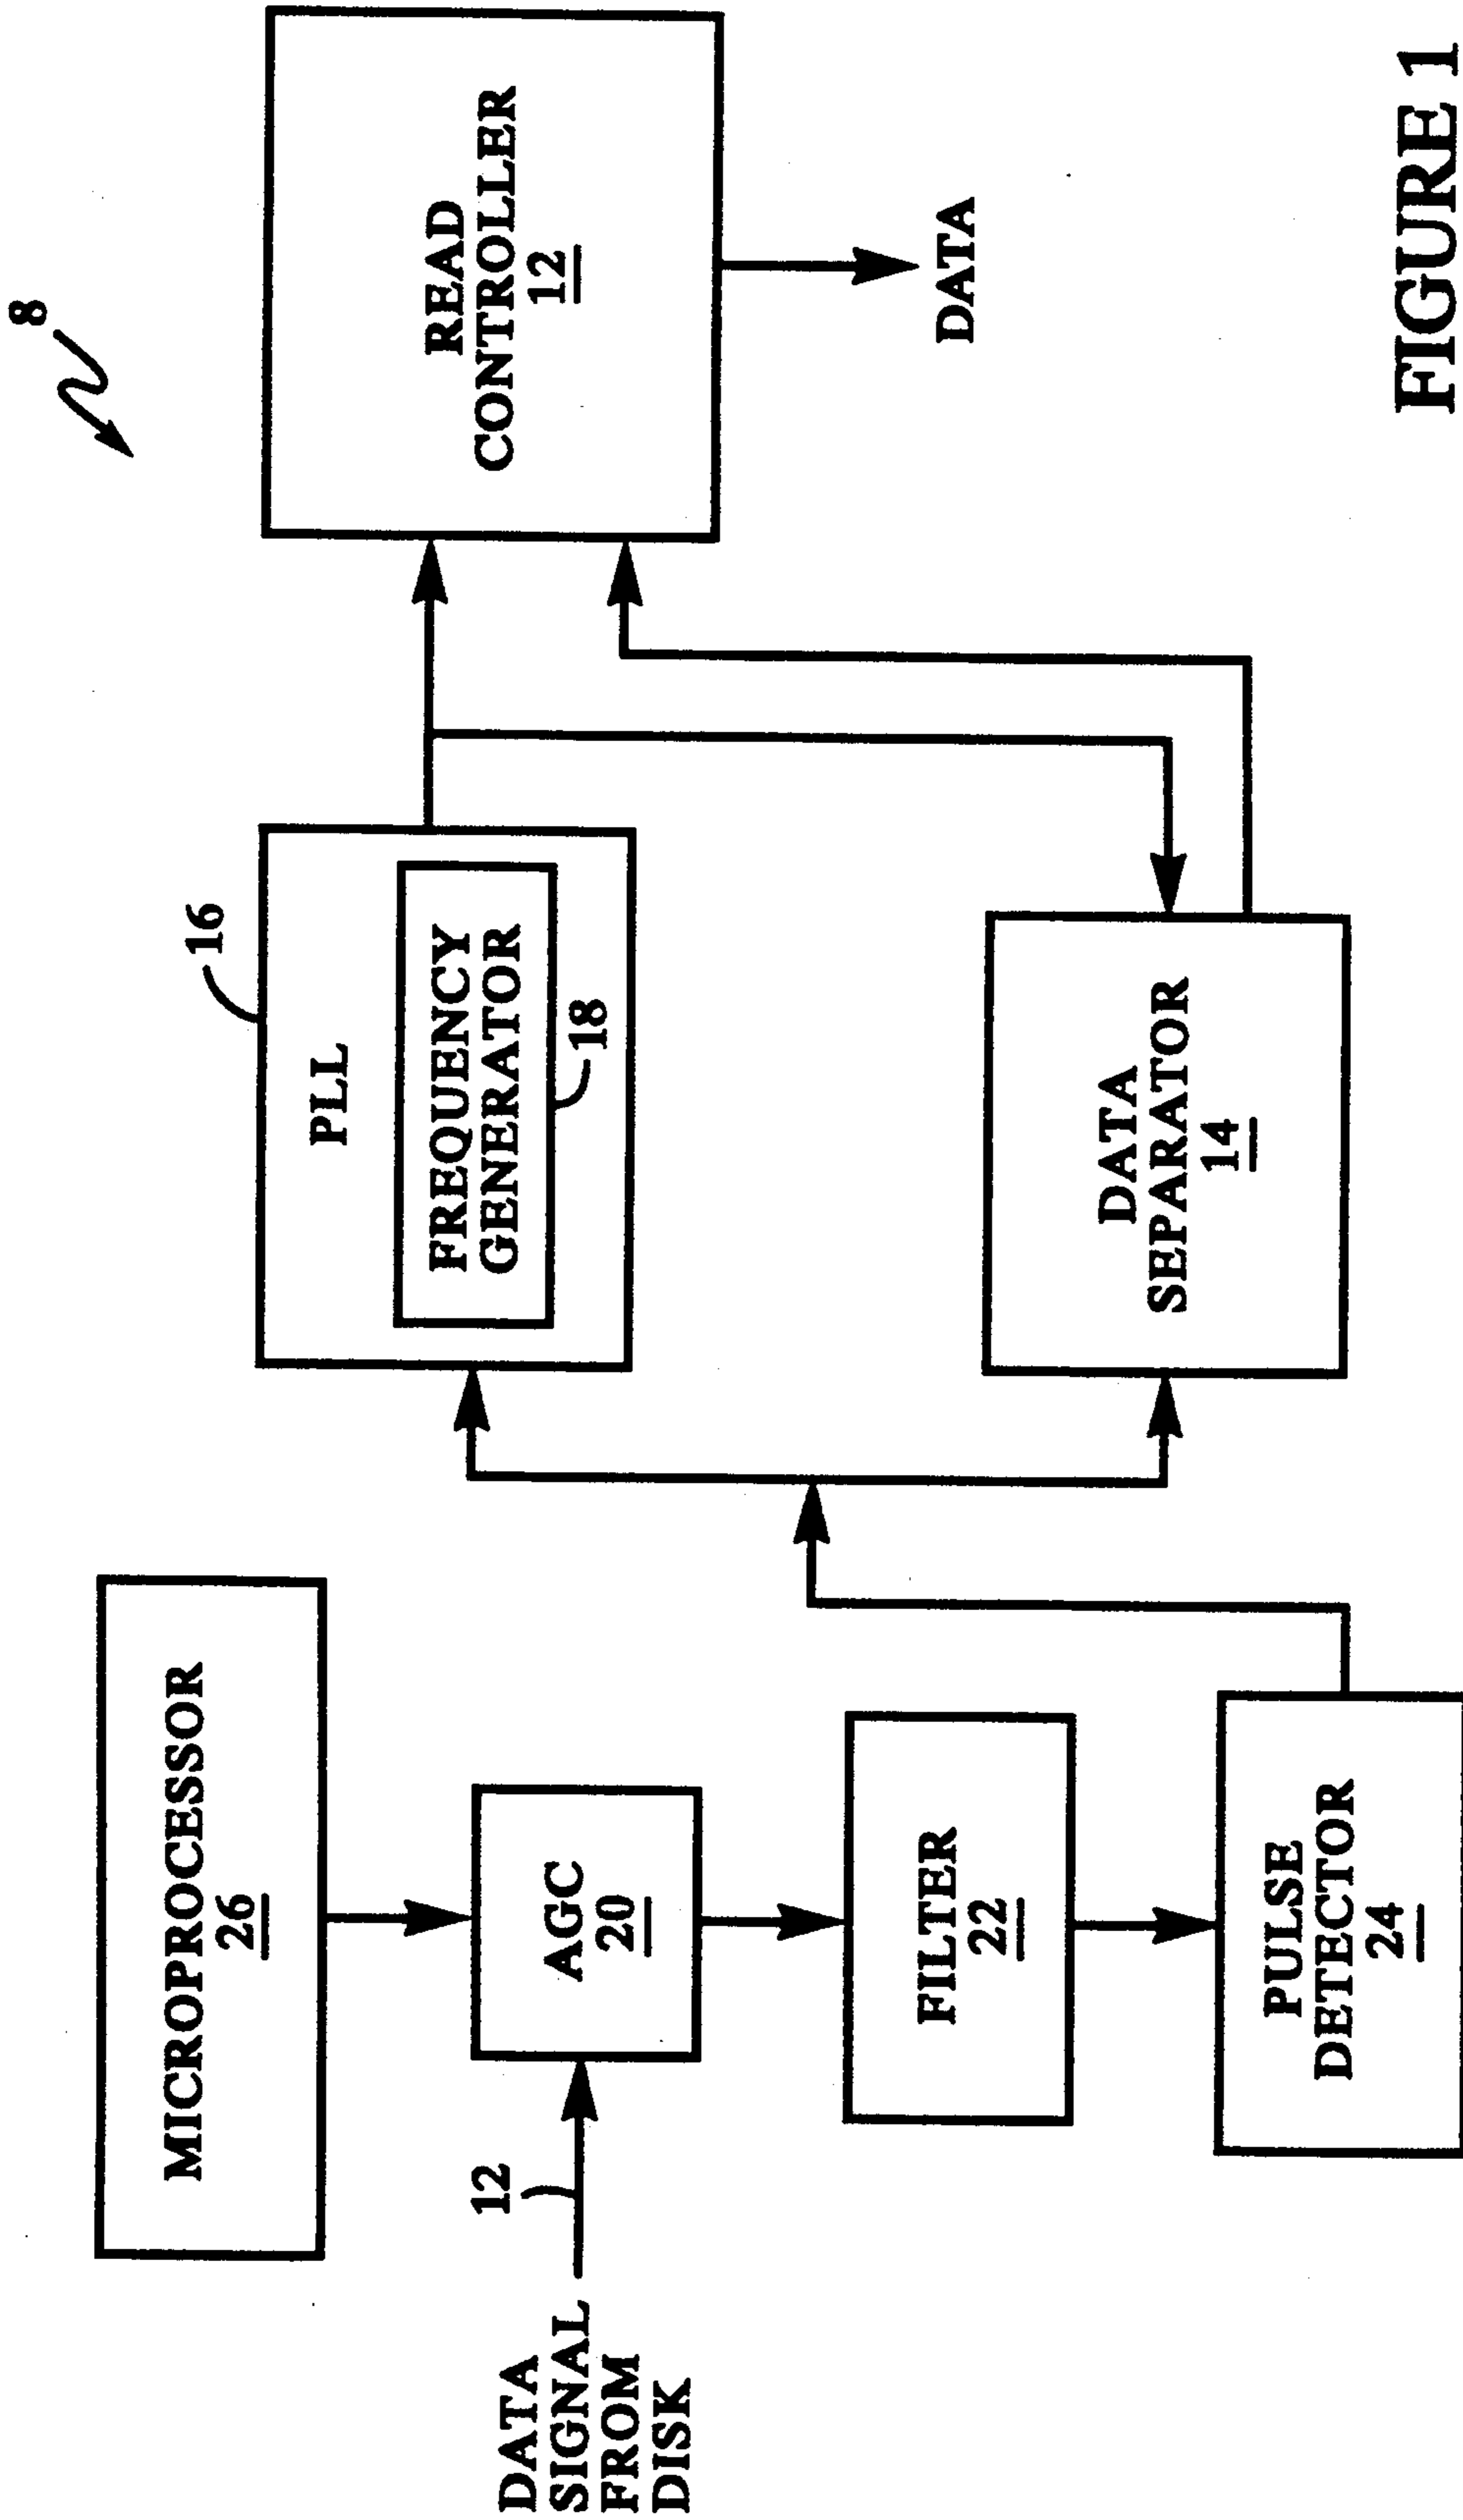 8
MICROPROCESSOR
26
DATA
SIGNAL
FROM
DISK
12
AGC
20
FILTER
22
PULSE
DETECTOR
24
16
PLL
FREQUENCY
GENERATOR
18
DATA
SEPARATOR
14
READ
CONTROLLER
12
DATA
FIGURE 1